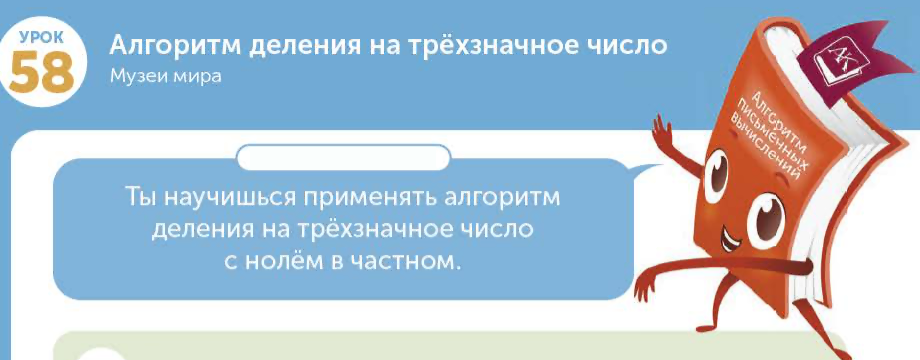 УРОК
58
Алгоритм деления на трёхзначное число
Музеи мира
АК
Алгоритм
письменных
вычислений
Ты научишься применять алгоритм
деления на трёхзначное число
с нолём в частном.